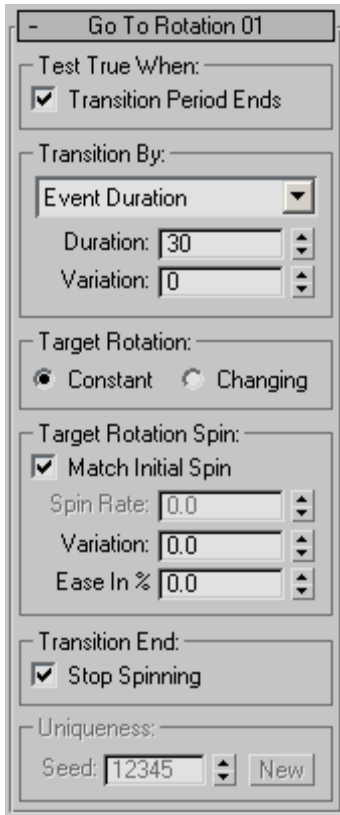 - Go To Rotation 01
Test True When:
Transition Period Ends
Transition By:
Event Duration
Duration: 30
Variation: 0
Target Rotation:
Constant Changing
Target Rotation Spin:
Match Initial Spin
Spin Rate: 0.0
Variation: 0.0
Ease In % 0.0
Transition End:
Stop Spinning
Uniqueness:
Seed: 12345 New